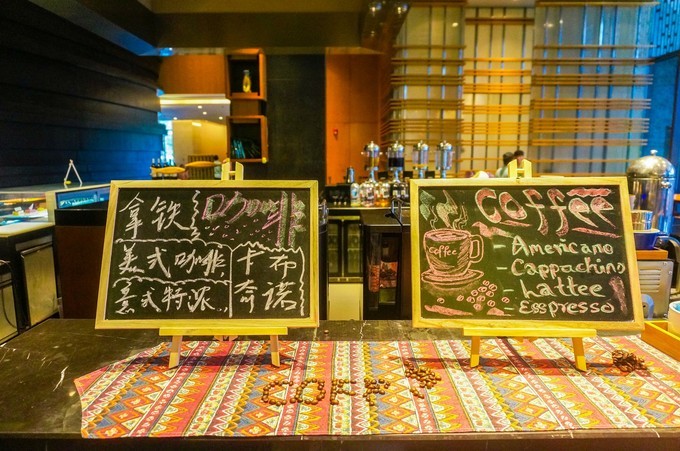 拿铁 咖啡
美式咖啡 卡布
意式特浓 奇诺
Coffee
Coffee
- Americano
- Cappachino
- Lattee
- Esspresso
COFF